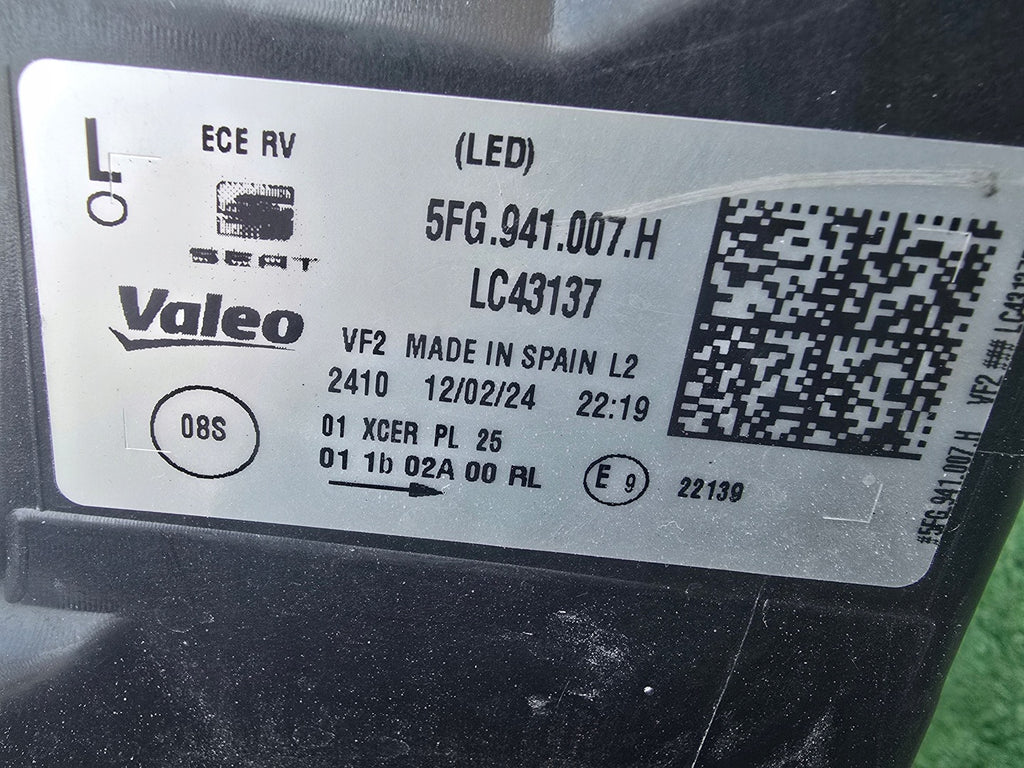 L
ECE RV
(LED)
SEAT
5FG.941.007.H
LC43137
Valeo
VF2 MADE IN SPAIN L2
2410 12/02/24 22:19
08S
01 XCER PL 25
01 1b 02A 00 RL
E 9
22139
#5FG.941.007.H VF2 ### LC43137